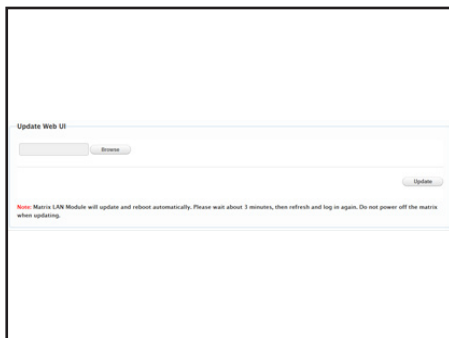 Update Web UI
Browse
Update
Note: Matrix LAN Module will update and reboot automatically. Please wait about 3 minutes, then refresh and log in again. Do not power off the matrix
when updating.